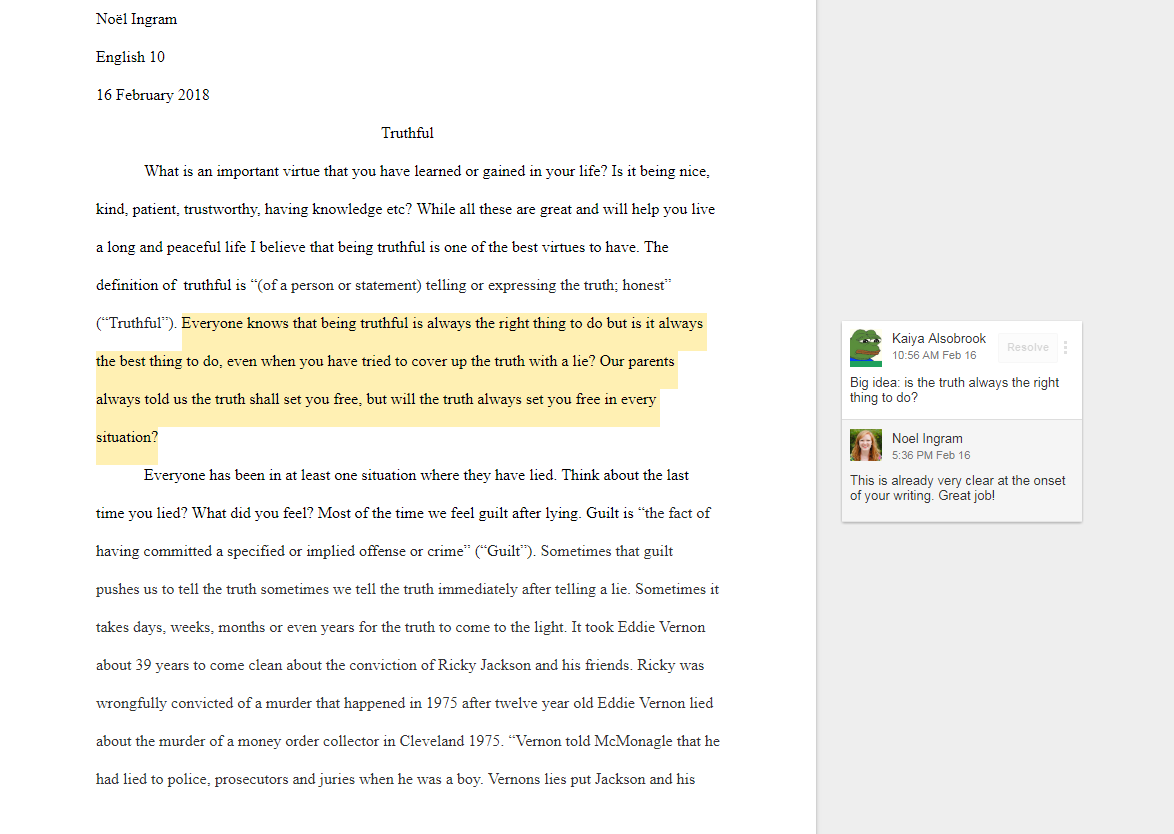 Noël Ingram
English 10
16 February 2018
Truthful
What is an important virtue that you have learned or gained in your life? Is it being nice,
kind, patient, trustworthy, having knowledge etc? While all these are great and will help you live
a long and peaceful life I believe that being truthful is one of the best virtues to have. The
definition of truthful is “(of a person or statement) telling or expressing the truth; honest”
(“Truthful”). Everyone knows that being truthful is always the right thing to do but is it always
the best thing to do, even when you have tried to cover up the truth with a lie? Our parents
always told us the truth shall set you free, but will the truth always set you free in every
situation?
Everyone has been in at least one situation where they have lied. Think about the last
time you lied? What did you feel? Most of the time we feel guilt after lying. Guilt is “the fact of
having committed a specified or implied offense or crime” (“Guilt”). Sometimes that guilt
pushes us to tell the truth sometimes we tell the truth immediately after telling a lie. Sometimes it
takes days, weeks, months or even years for the truth to come to the light. It took Eddie Vernon
about 39 years to come clean about the conviction of Ricky Jackson and his friends. Ricky was
wrongfully convicted of a murder that happened in 1975 after twelve year old Eddie Vernon lied
about the murder of a money order collector in Cleveland 1975. “Vernon told McMonagle that he
had lied to police, prosecutors and juries when he was a boy. Vernons lies put Jackson and his
Kaiya Alsobrook
Resolve
10:56 AM Feb 16
Big idea: is the truth always the right
thing to do?
Noel Ingram
5:36 PM Feb 16
This is already very clear at the onset
of your writing. Great job!